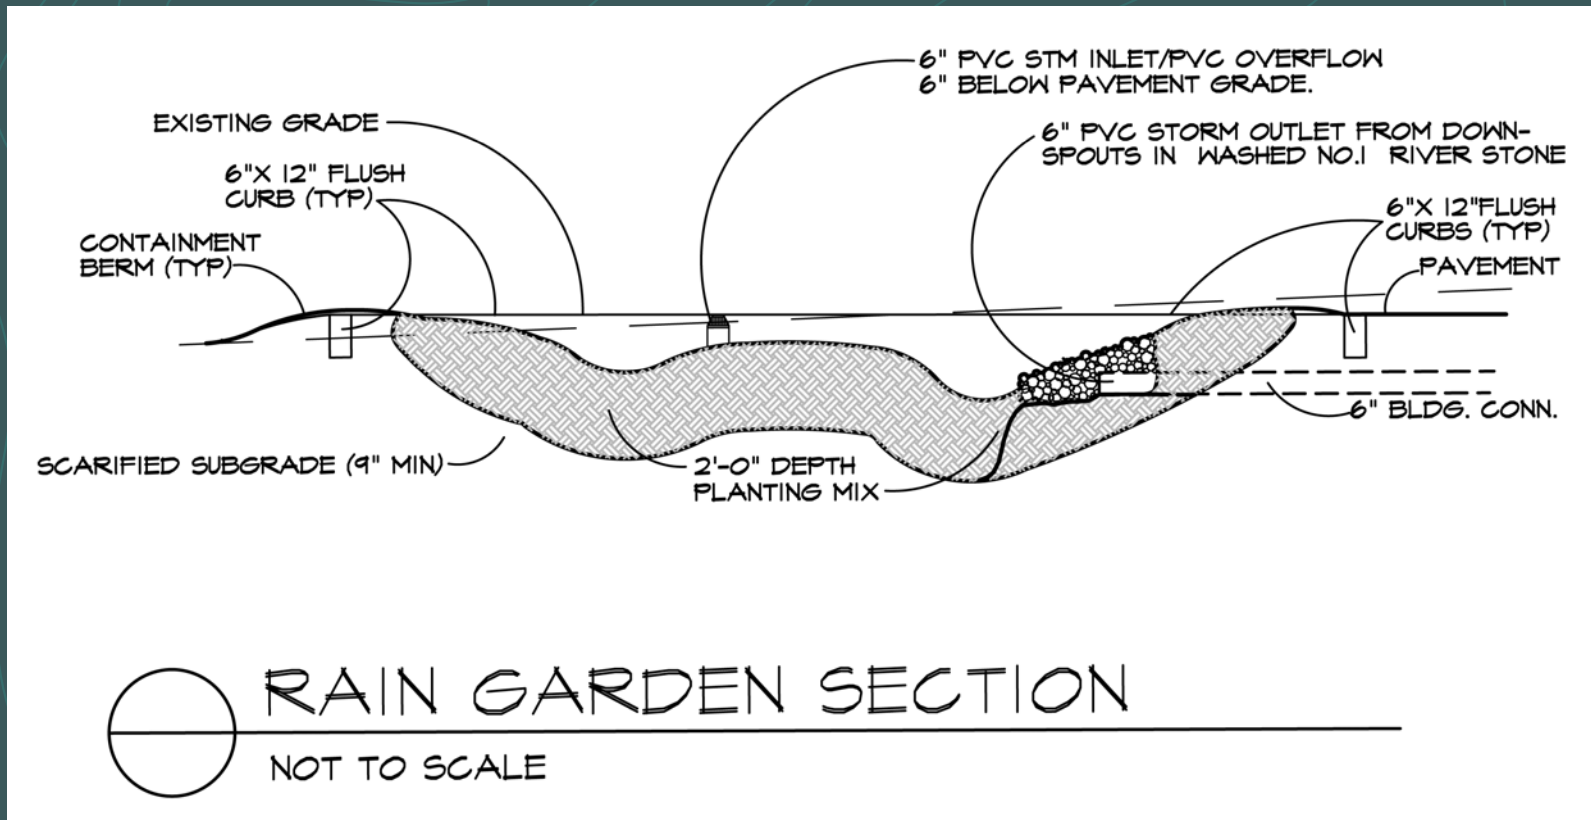 6" PVC STM INLET/PVC OVERFLOW
6" BELOW PAVEMENT GRADE.
EXISTING GRADE
6" PVC STORM OUTLET FROM DOWN-
SPOUTS IN WASHED NO.1 RIVER STONE
6"X 12" FLUSH
CURB (TYP)
6"X 12"FLUSH
CURBS (TYP)
CONTAINMENT
BERM (TYP)
PAVEMENT
6" BLDG. CONN.
SCARIFIED SUBGRADE (9" MIN)
2'-0" DEPTH
PLANTING MIX
RAIN GARDEN SECTION
NOT TO SCALE